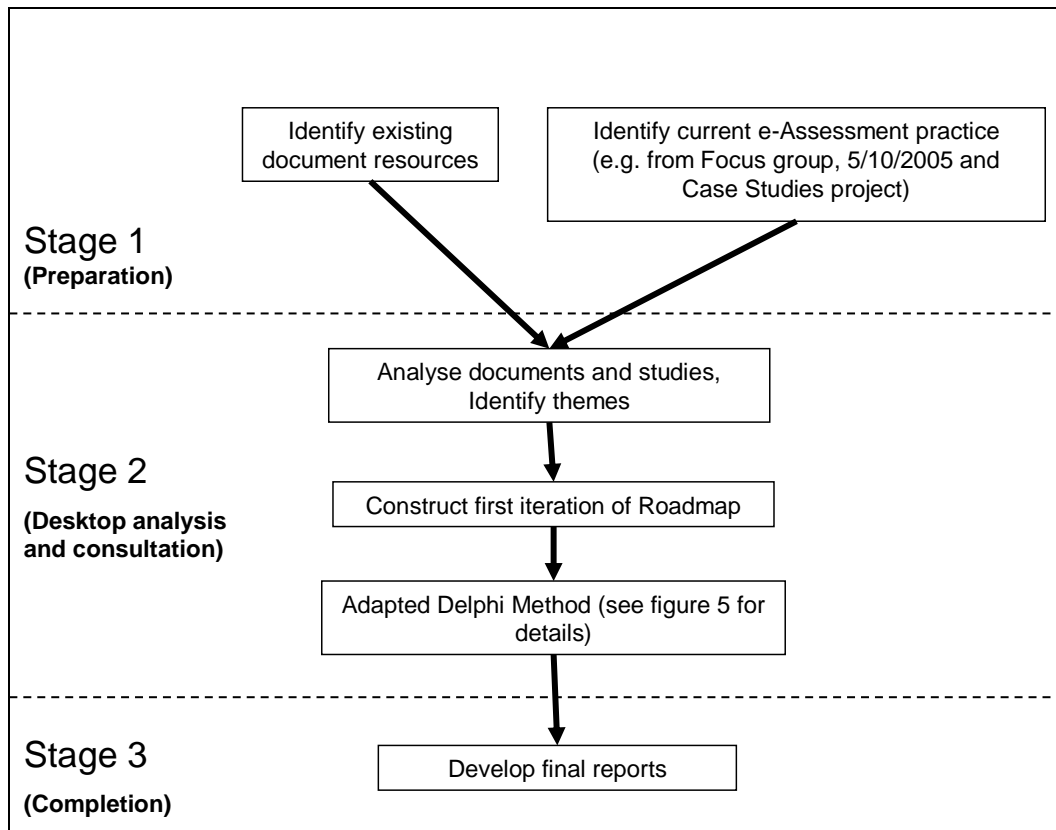 Identify existing
document resources
Identify current e-Assessment practice
(e.g. from Focus group, 5/10/2005 and
Case Studies project)
Stage 1
(Preparation)
Analyse documents and studies,
Identify themes
Stage 2
(Desktop analysis
and consultation)
Construct first iteration of Roadmap
Adapted Delphi Method (see figure 5 for
details)
Stage 3
(Completion)
Develop final reports